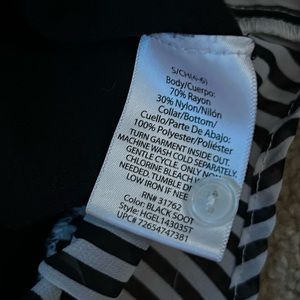 S/CH(4-6)
Body/Cuerpo:
70% Rayon
30% Nylon/Nilón
Collar/Bottom/
Cuello/Parte De Abajo:
100% Polyester/Poliéster
TURN GARMENT INSIDE OUT.
MACHINE WASH COLD SEPARATELY.
GENTLE CYCLE. ONLY
CHLORINE BLEACH
NEEDED. TUMBLE
LOW IRON IF NEE
RN# 31762
Color: BLACK SOOT
Style: HGEL14303ST
UPC# 72654747381